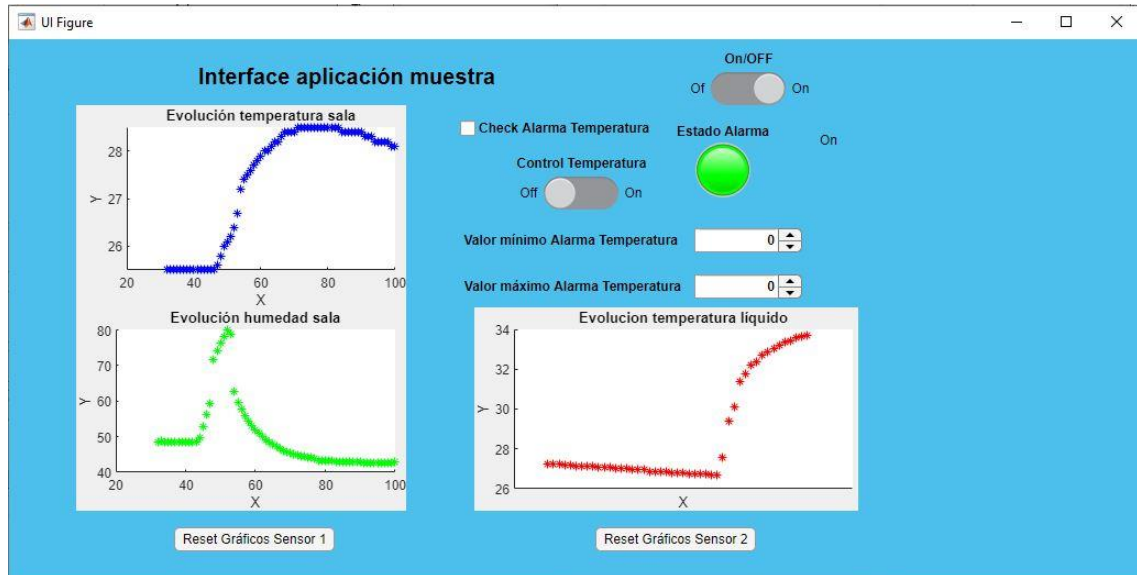 UI Figure
Interface aplicación muestra
On/OFF
Of
On
Evolución temperatura sala
28
27
26
Y
20
40
60
80
100
X
Check Alarma Temperatura
Estado Alarma
On
Control Temperatura
Off
On
Valor mínimo Alarma Temperatura
0
Valor máximo Alarma Temperatura
0
Evolución humedad sala
80
70
60
50
40
Y
20
40
60
80
100
X
Evolucion temperatura líquido
34
32
30
28
26
Y
X
Reset Gráficos Sensor 1
Reset Gráficos Sensor 2